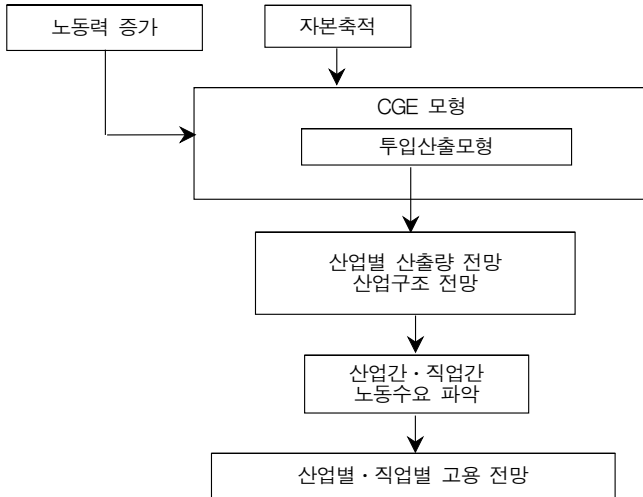 노동력 증가
자본축적
CGE 모형
투입산출모형
산업별 산출량 전망
산업구조 전망
산업간·직업간
노동수요 파악
산업별·직업별 고용 전망